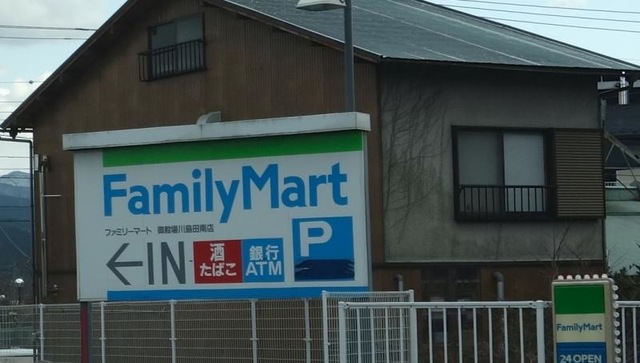 FamilyMart
ファミリーマート 御殿場川島田南店
←IN
酒
たばこ
銀行
ATM
P
FamilyMart
24 OPEN